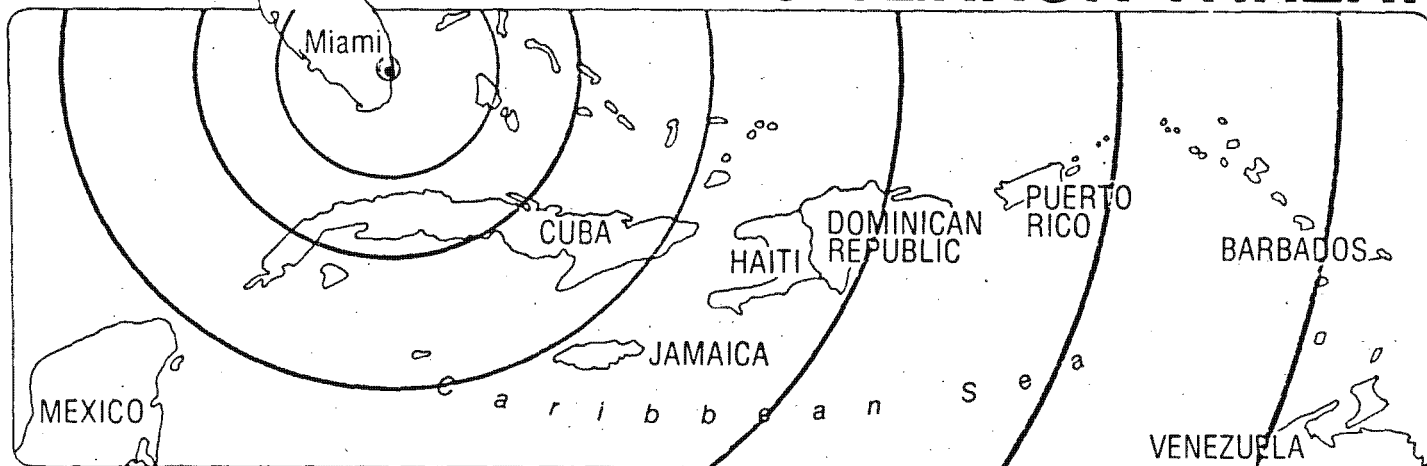 Miami
CUBA
HAITI
DOMINICAN
REPUBLIC
PUERTO
RICO
BARBADOS
JAMAICA
MEXICO
Caribbean Sea
VENEZUELA